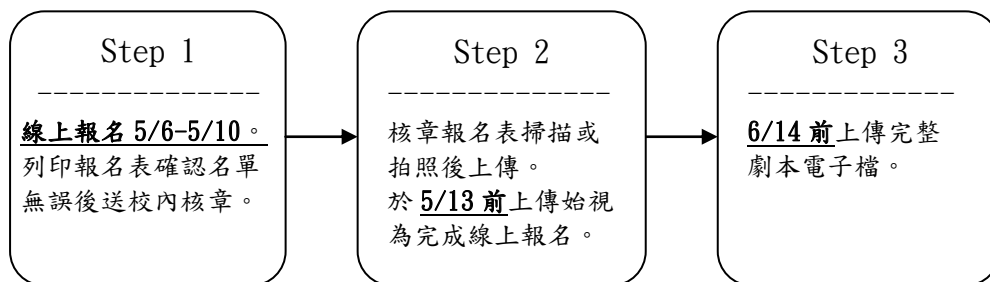 Step 1
--------------
線上報名 5/6-5/10。
列印報名表確認名單
無誤後送校內核章。
Step 2
--------------
核章報名表掃描或
拍照後上傳。
於 5/13 前上傳始視
為完成線上報名。
Step 3
-------------
6/14 前上傳完整
劇本電子檔。